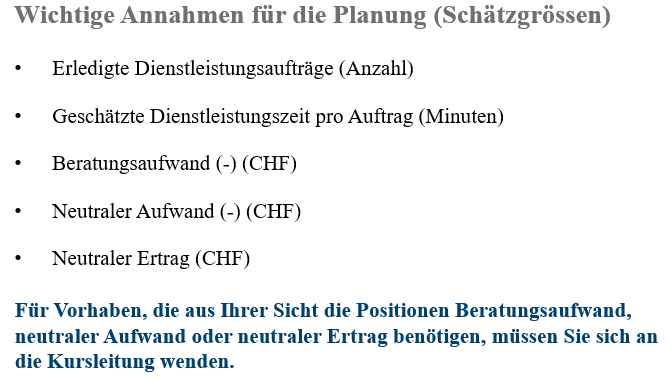 Wichtige Annahmen für die Planung (Schätzgrössen)
• Erledigte Dienstleistungsaufträge (Anzahl)
• Geschätzte Dienstleistungszeit pro Auftrag (Minuten)
• Beratungsaufwand (-) (CHF)
• Neutraler Aufwand (-) (CHF)
• Neutraler Ertrag (CHF)
Für Vorhaben, die aus Ihrer Sicht die Positionen Beratungsaufwand,
neutraler Aufwand oder neutraler Ertrag benötigen, müssen Sie sich an
die Kursleitung wenden.